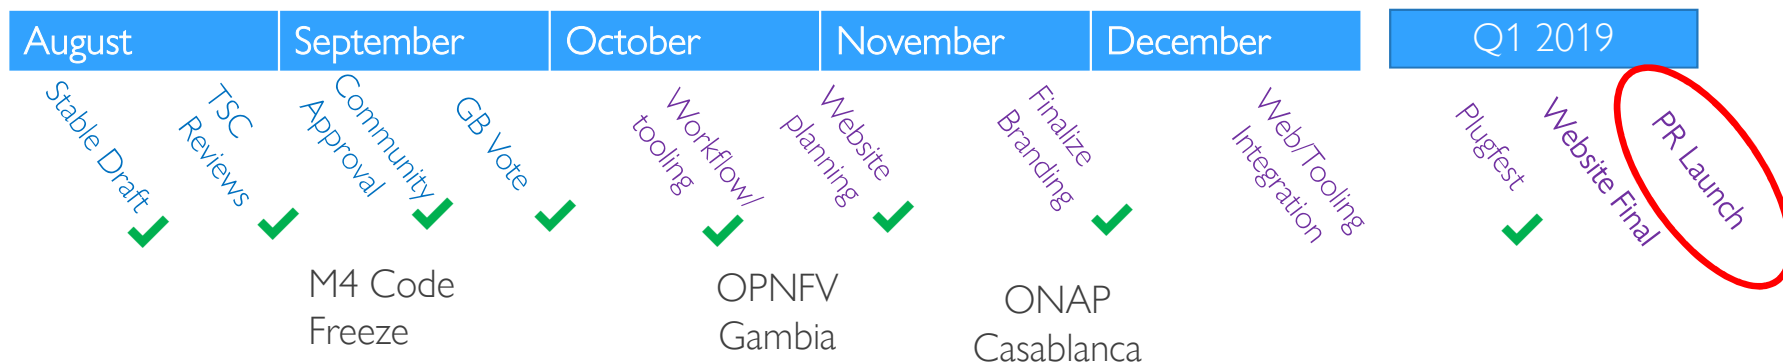 August
September
October
November
December
Q1 2019
Stable Draft
TSC
Reviews
Community
Approval
GB Vote
Workflow/
tooling
Website
planning
Finalize
Branding
Web/Tooling
Integration
Plugfest
Website Final
PR Launch
M4 Code
Freeze
OPNFV
Gambia
ONAP
Casablanca